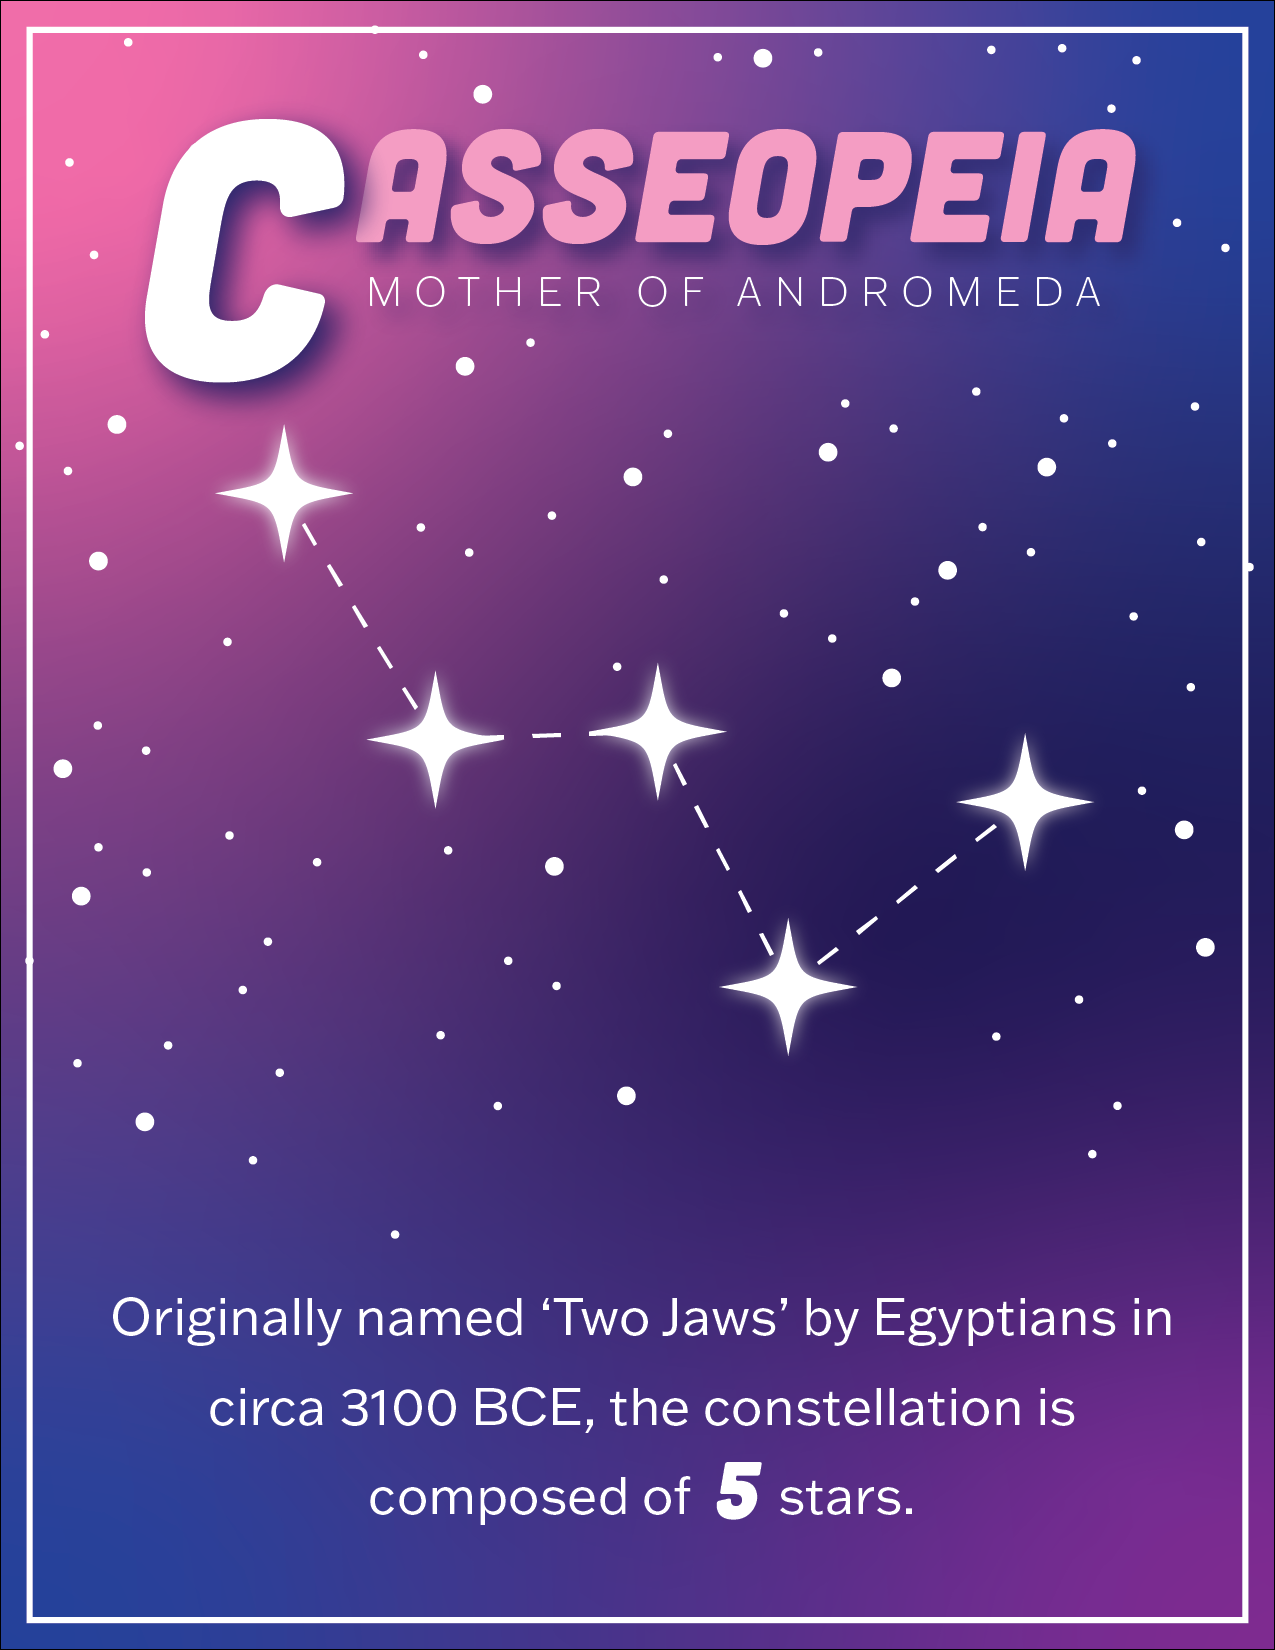 CASSEOPEIA
MOTHER OF ANDROMEDA
Originally named ‘Two Jaws’ by Egyptians in
circa 3100 BCE, the constellation is
composed of 5 stars.